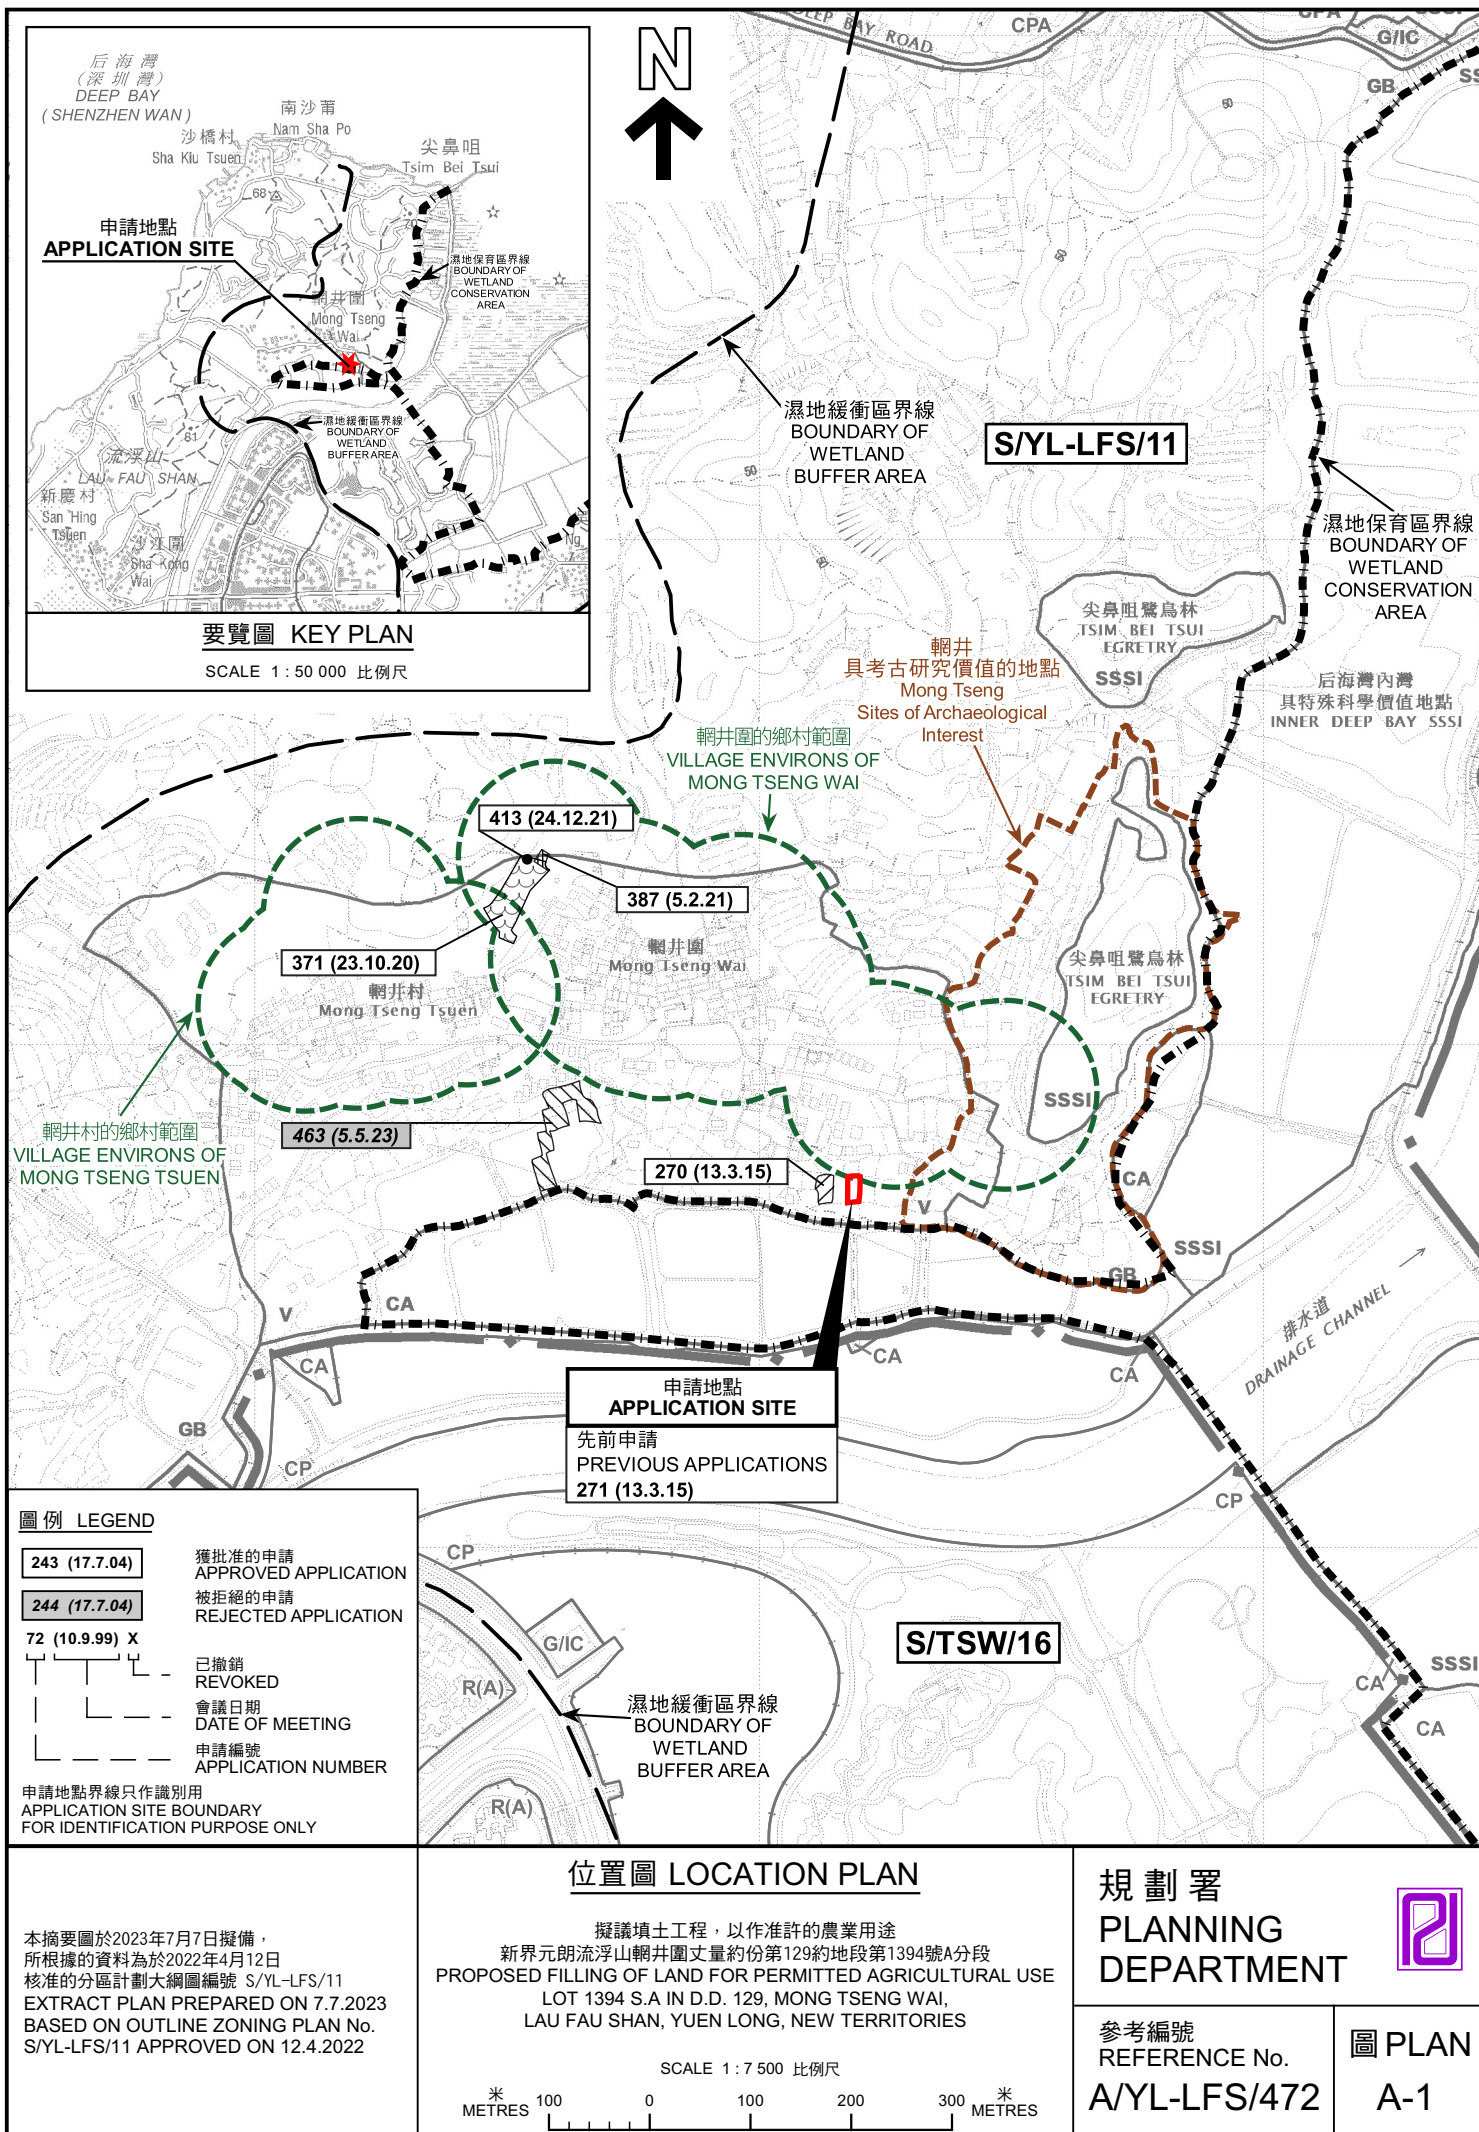 后海灣
(深圳灣)
DEEP BAY
( SHENZHEN WAN )
南沙莆
Nam Sha Po
沙橋村
Sha Kiu Tsuen
尖鼻咀
Tsim Bei Tsui
68
申請地點
APPLICATION SITE
濕地保育區界線
BOUNDARY OF
WETLAND
CONSERVATION
AREA
輞井圍
Mong Tseng
Wai
濕地緩衝區界線
BOUNDARY OF
WETLAND
BUFFER AREA
81
流浮山
LAU FAU SHAN
新慶村
San Hing
Tsuen
沙江圍
Sha Kong
Wai
Ng
要覽圖 KEY PLAN
SCALE 1 : 50 000 比例尺
N
DEEP BAY ROAD
CPA
CPA
G/IC
GB
50
50
50
50
濕地緩衝區界線
BOUNDARY OF
WETLAND
BUFFER AREA
S/YL-LFS/11
濕地保育區界線
BOUNDARY OF
WETLAND
CONSERVATION
AREA
尖鼻咀鷺鳥林
TSIM BEI TSUI
EGRETRY
SSSI
后海灣內灣
具特殊科學價值地點
INNER DEEP BAY SSSI
輞井
具考古研究價值的地點
Mong Tseng
Sites of Archaeological
Interest
輞井圍的鄉村範圍
VILLAGE ENVIRONS OF
MONG TSENG WAI
413 (24.12.21)
387 (5.2.21)
371 (23.10.20)
輞井圍
Mong Tseng Wai
輞井村
Mong Tseng Tsuen
尖鼻咀鷺鳥林
TSIM BEI TSUI
EGRETRY
SSSI
輞井村的鄉村範圍
VILLAGE ENVIRONS OF
MONG TSENG TSUEN
463 (5.5.23)
270 (13.3.15)
CA
V
SSSI
GB
V
CA
CA
CA
CA
排水道
DRAINAGE CHANNEL
申請地點
APPLICATION SITE
先前申請
PREVIOUS APPLICATIONS
271 (13.3.15)
GB
CP
CP
CP
圖例 LEGEND
243 (17.7.04)
獲批准的申請
APPROVED APPLICATION
244 (17.7.04)
被拒絕的申請
REJECTED APPLICATION
72 (10.9.99) X
已撤銷
REVOKED
會議日期
DATE OF MEETING
申請編號
APPLICATION NUMBER
申請地點界線只作識別用
APPLICATION SITE BOUNDARY
FOR IDENTIFICATION PURPOSE ONLY
G/IC
R(A)
R(A)
濕地緩衝區界線
BOUNDARY OF
WETLAND
BUFFER AREA
S/TSW/16
SSSI
CA
CA
本摘要圖於2023年7月7日擬備，
所根據的資料為於2022年4月12日
核准的分區計劃大綱圖編號 S/YL-LFS/11
EXTRACT PLAN PREPARED ON 7.7.2023
BASED ON OUTLINE ZONING PLAN No.
S/YL-LFS/11 APPROVED ON 12.4.2022
位置圖 LOCATION PLAN
擬議填土工程，以作准許的農業用途
新界元朗流浮山輞井圍丈量約份第129約地段第1394號A分段
PROPOSED FILLING OF LAND FOR PERMITTED AGRICULTURAL USE
LOT 1394 S.A IN D.D. 129, MONG TSENG WAI,
LAU FAU SHAN, YUEN LONG, NEW TERRITORIES
SCALE 1 : 7 500 比例尺
米
METRES
100 0 100 200 300
米
METRES
規劃署
PLANNING
DEPARTMENT
參考編號
REFERENCE No.
A/YL-LFS/472
圖 PLAN
A-1